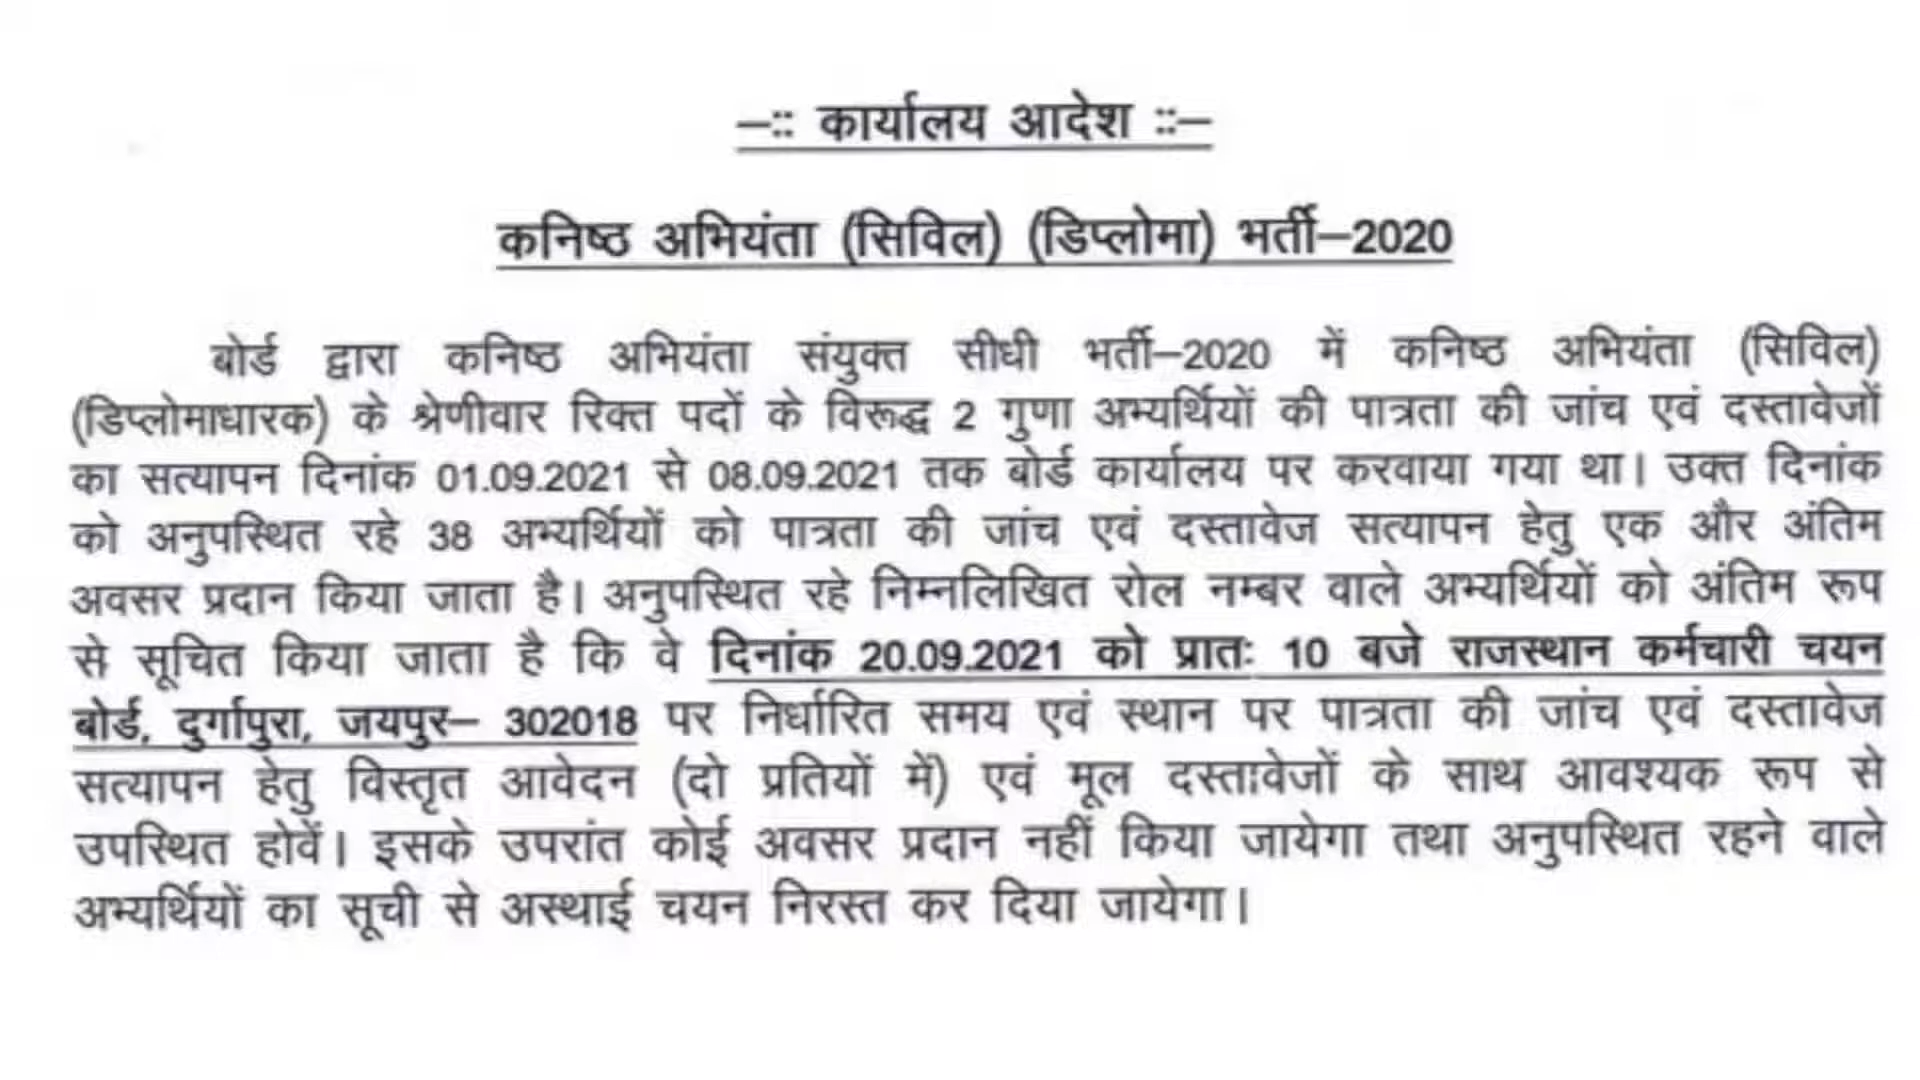 –:: कार्यालय आदेश ::–
कनिष्ठ अभियंता (सिविल) (डिप्लोमा) भर्ती–2020
बोर्ड द्वारा कनिष्ठ अभियंता संयुक्त सीधी भर्ती–2020 में कनिष्ठ अभियंता (सिविल)
(डिप्लोमाधारक) के श्रेणीवार रिक्त पदों के विरूद्ध 2 गुणा अभ्यर्थियों की पात्रता की जांच एवं दस्तावेजों
का सत्यापन दिनांक 01.09.2021 से 08.09.2021 तक बोर्ड कार्यालय पर करवाया गया था। उक्त दिनांक
को अनुपस्थित रहे 38 अभ्यर्थियों को पात्रता की जांच एवं दस्तावेज सत्यापन हेतु एक और अंतिम
अवसर प्रदान किया जाता है। अनुपस्थित रहे निम्नलिखित रोल नम्बर वाले अभ्यर्थियों को अंतिम रूप
से सूचित किया जाता है कि वे दिनांक 20.09.2021 को प्रातः 10 बजे राजस्थान कर्मचारी चयन
बोर्ड, दुर्गापुरा, जयपुर– 302018 पर निर्धारित समय एवं स्थान पर पात्रता की जांच एवं दस्तावेज
सत्यापन हेतु विस्तृत आवेदन (दो प्रतियों में) एवं मूल दस्तावेजों के साथ आवश्यक रूप से
उपस्थित होवें। इसके उपरांत कोई अवसर प्रदान नहीं किया जायेगा तथा अनुपस्थित रहने वाले
अभ्यर्थियों का सूची से अस्थाई चयन निरस्त कर दिया जायेगा।